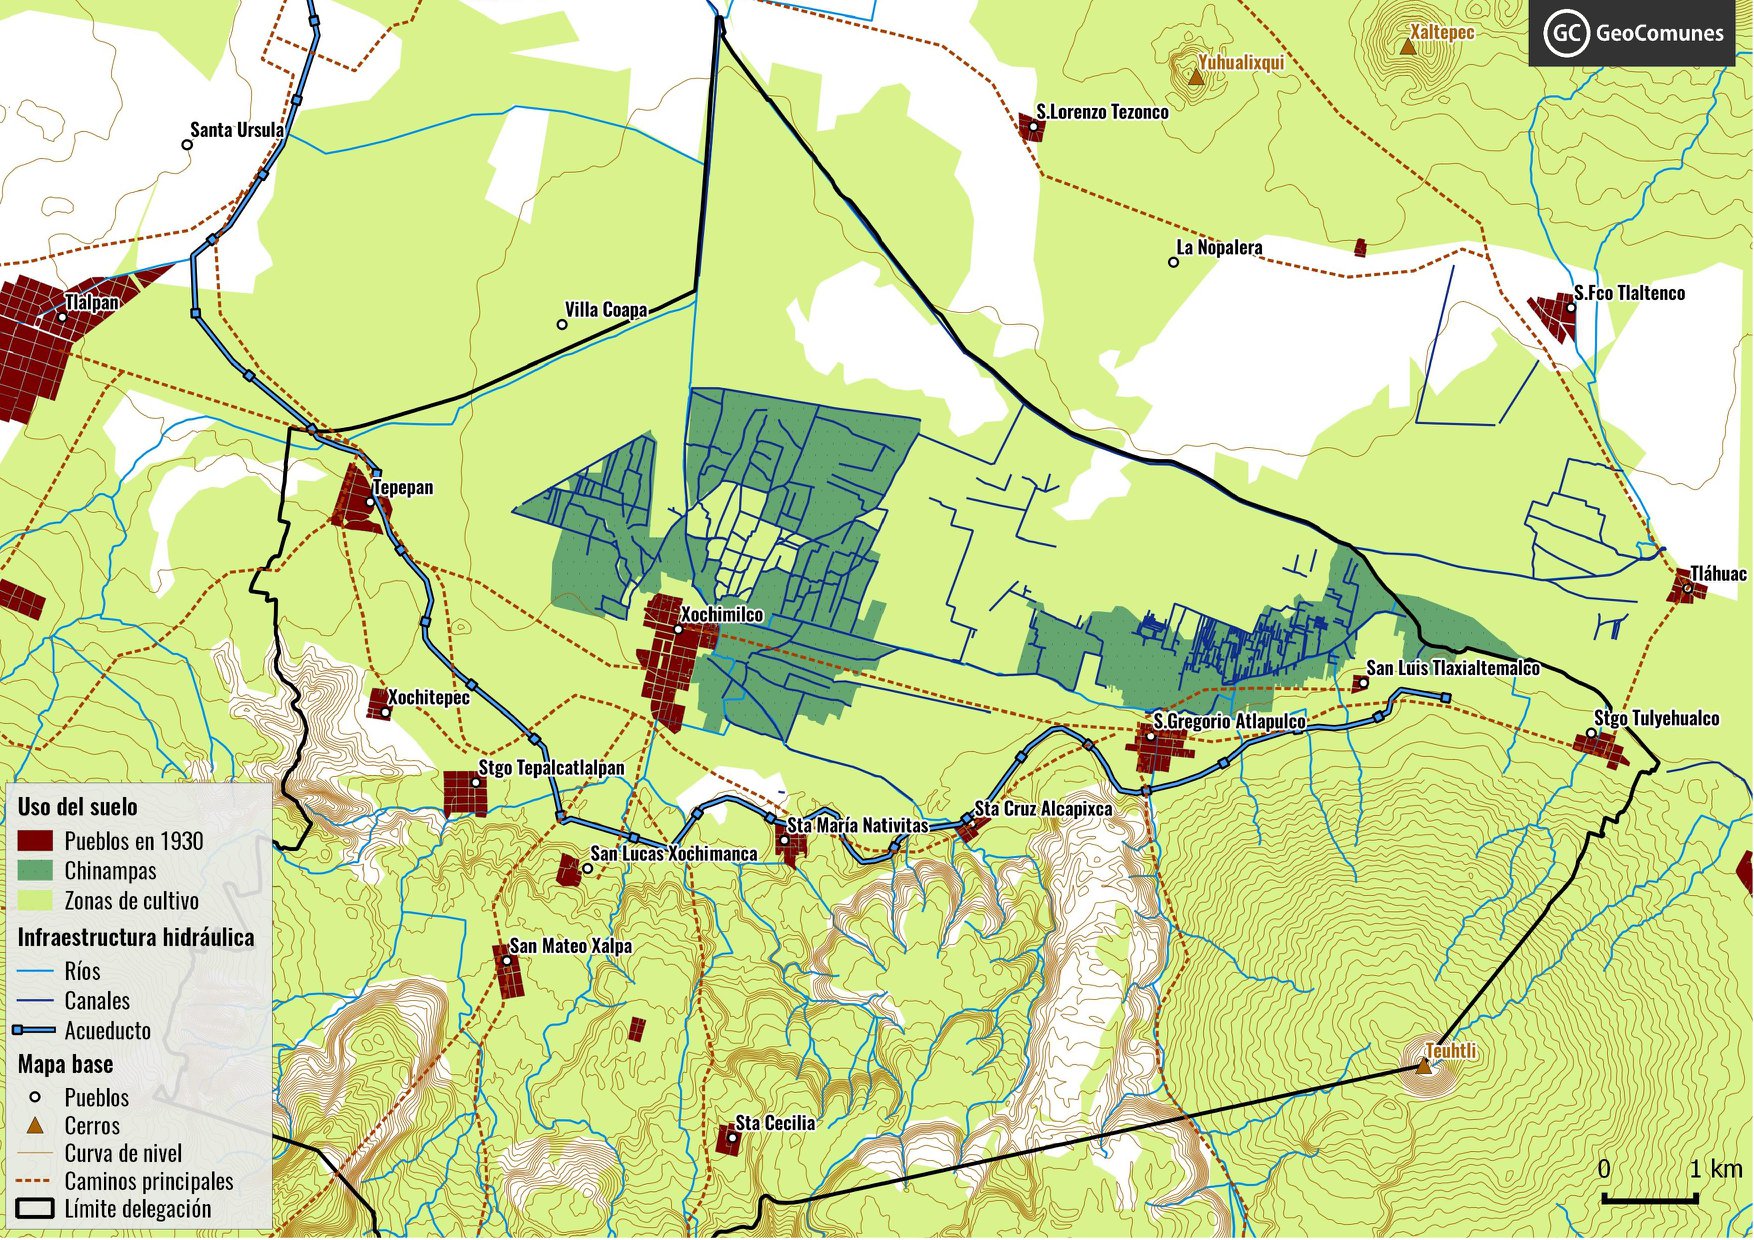 GC GeoComunes
Xaltepec
Yuhualixqui
S.Lorenzo Tezonco
Santa Ursula
La Nopalera
S.Fco Tlaltenco
Tlalpan
Villa Coapa
Tepepan
Tláhuac
Xochimilco
San Luis Tlaxialtemalco
Xochitepec
S.Gregorio Atlapulco
Stgo Tulyehualco
Stgo Tepalcatlalpan
Sta Cruz Alcapixca
Sta María Nativitas
San Lucas Xochimanca
San Mateo Xalpa
Teuhtli
Sta Cecilia
Uso del suelo
Pueblos en 1930
Chinampas
Zonas de cultivo
Infraestructura hidráulica
Ríos
Canales
Acueducto
Mapa base
Pueblos
Cerros
Curva de nivel
Caminos principales
Límite delegación
0 1 km